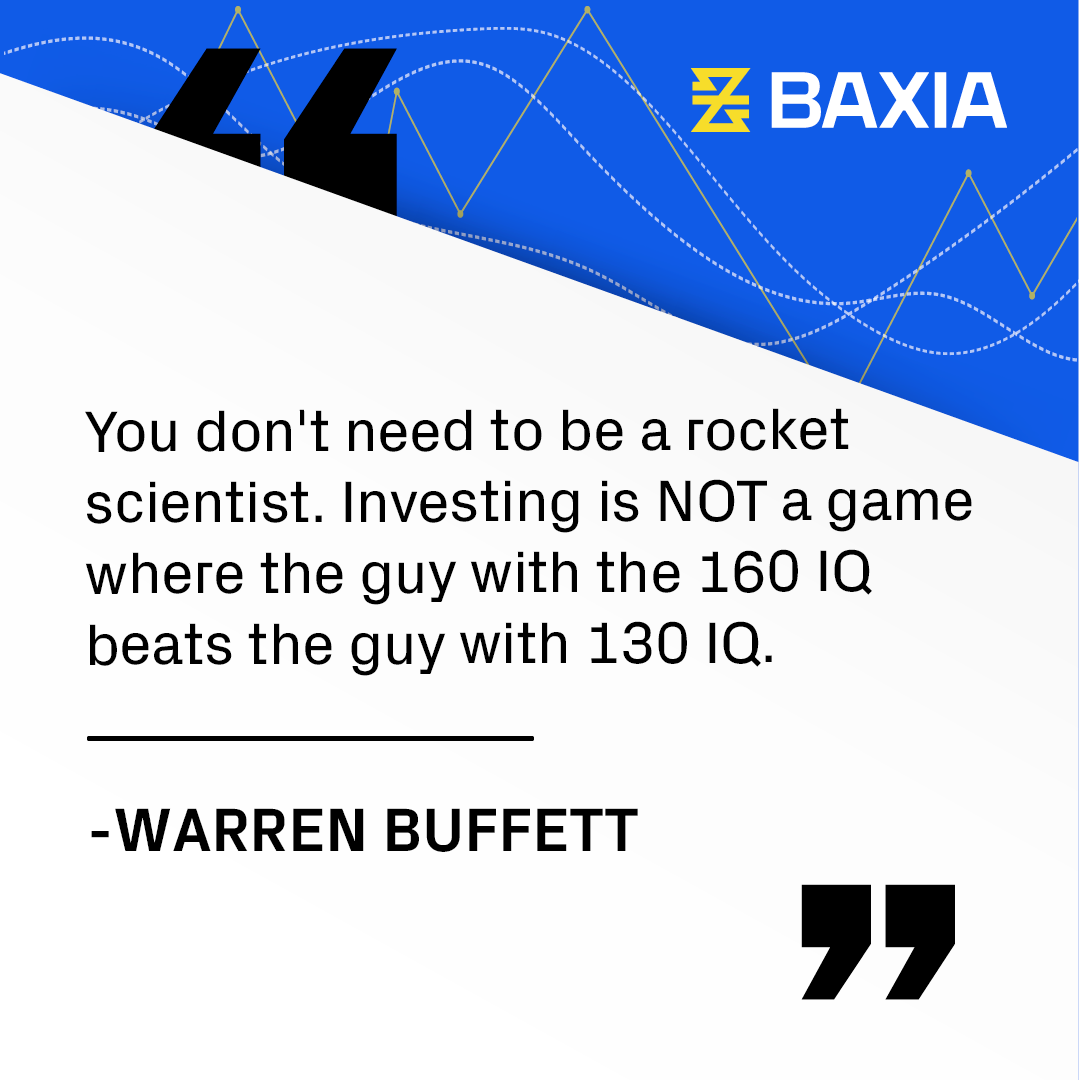 BAXIA
You don't need to be a rocket
scientist. Investing is NOT a game
where the guy with the 160 IQ
beats the guy with 130 IQ.
-WARREN BUFFETT